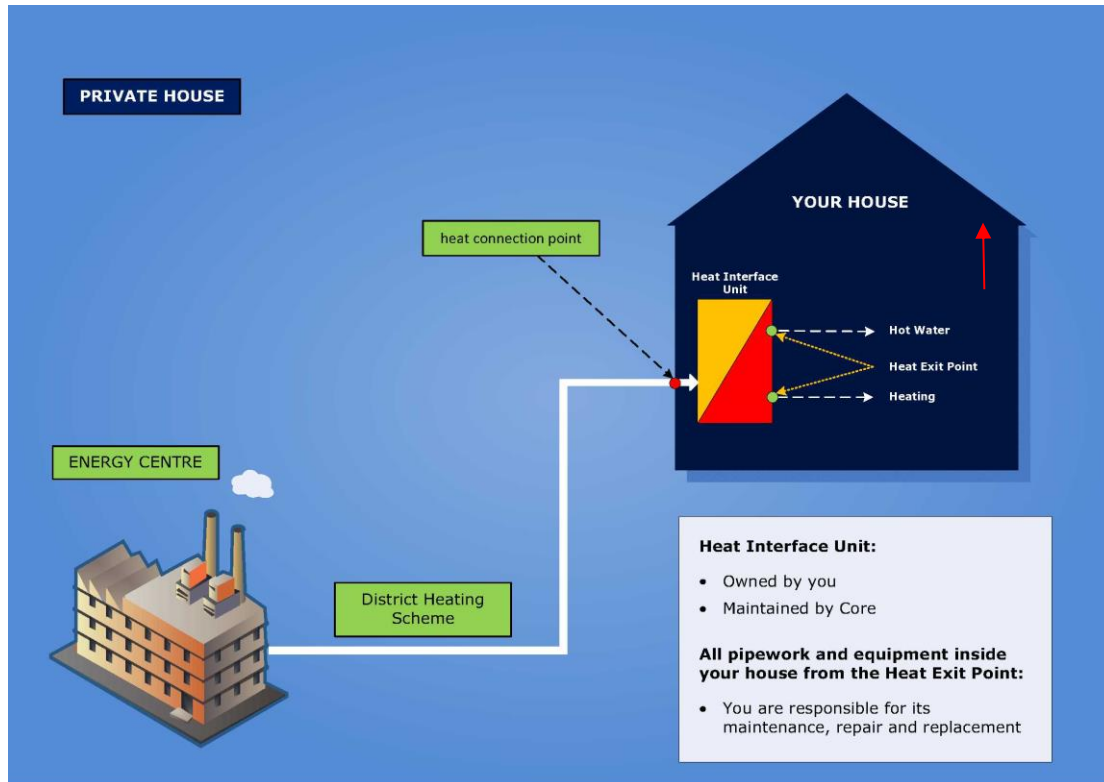 PRIVATE HOUSE
YOUR HOUSE
heat connection point
Heat Interface
Unit
Hot Water
Heat Exit Point
Heating
ENERGY CENTRE
District Heating
Scheme
Heat Interface Unit:
• Owned by you
• Maintained by Core
All pipework and equipment inside
your house from the Heat Exit Point:
• You are responsible for its
maintenance, repair and replacement